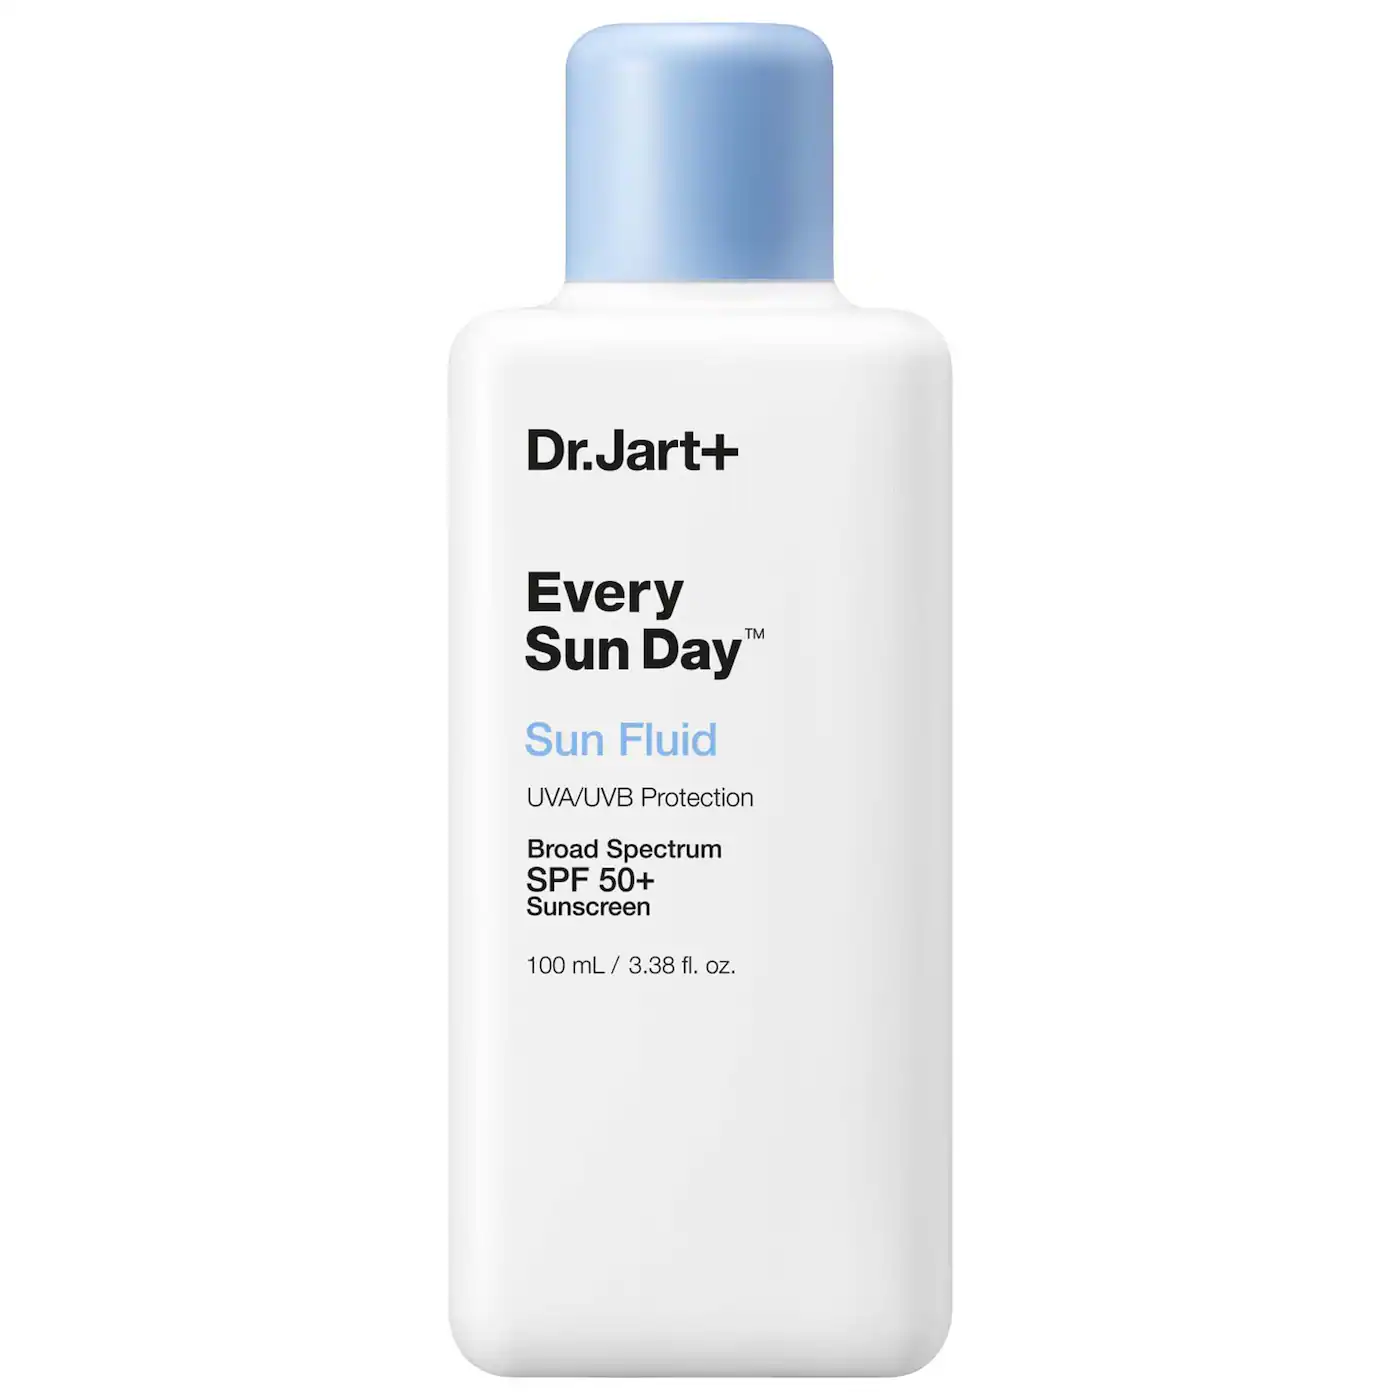 Dr.Jart+
Every
Sun Day™
Sun Fluid
UVA/UVB Protection
Broad Spectrum
SPF 50+
Sunscreen
100 mL / 3.38 fl. oz.